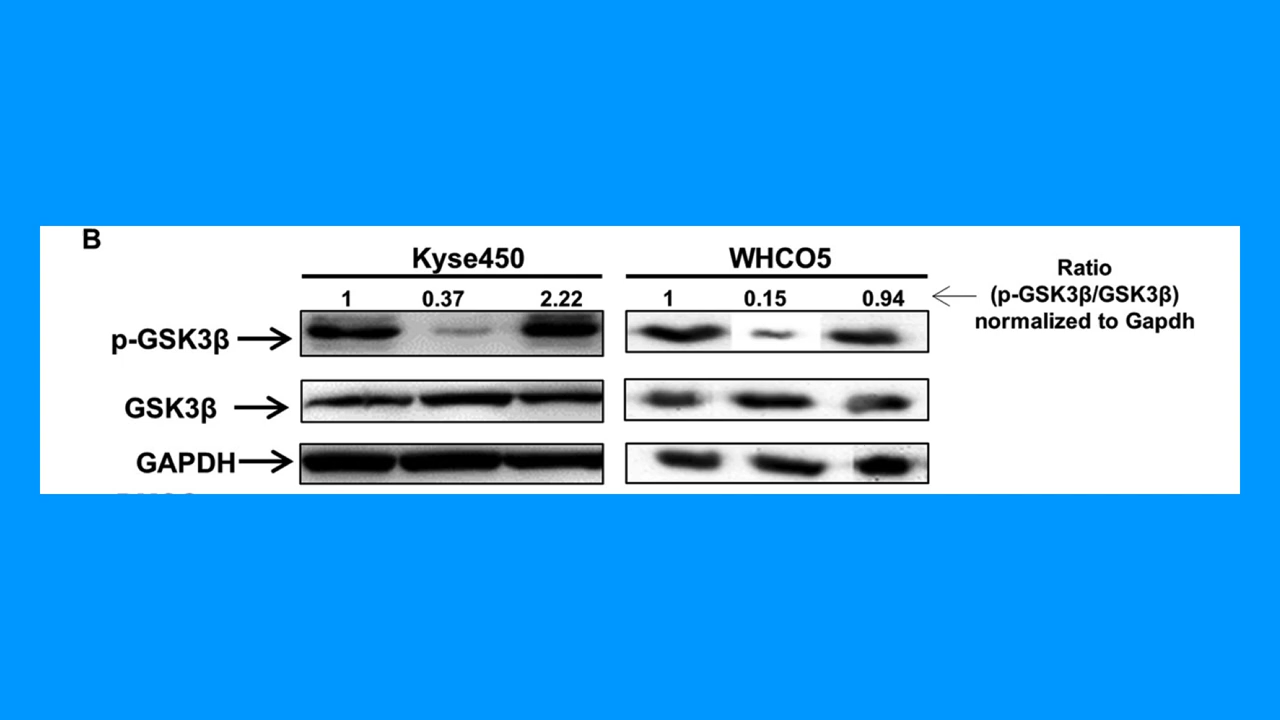 B
Kyse450 WHCO5
1 0.37 2.22 1 0.15 0.94
Ratio
(p-GSK3β/GSK3β)
normalized to Gapdh
p-GSK3β
GSK3β
GAPDH